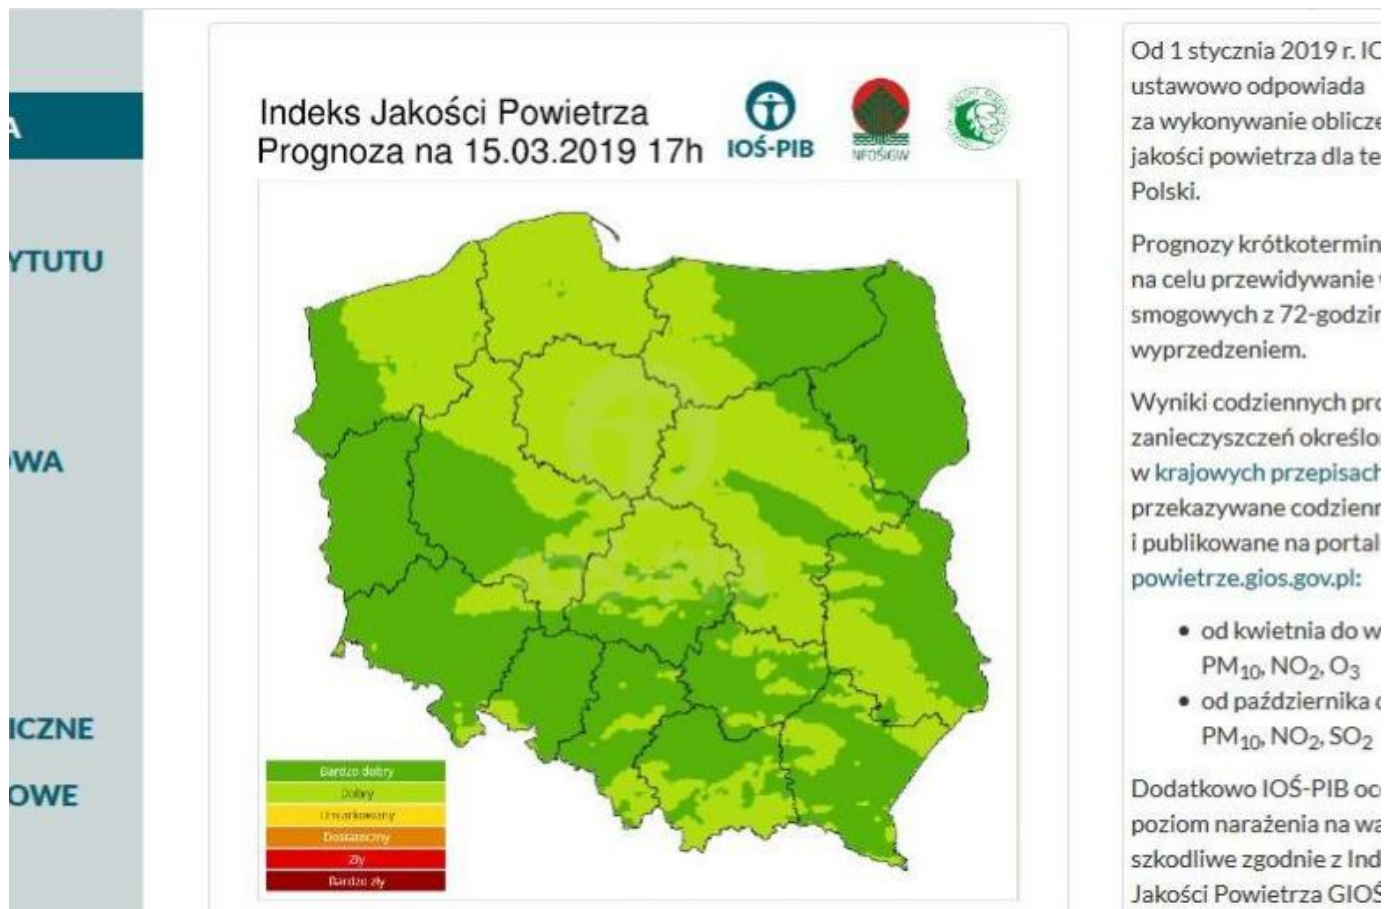 A
YTUTU
WA
ICZNE
OWE
Indeks Jakości Powietrza
Prognoza na 15.03.2019 17h
IOŚ-PIB
NFOŚiGW
Bardzo dobry
Dobry
Umiarkowany
Dostateczny
Zły
Bardzo zły
Od 1 stycznia 2019 r. IO
ustawowo odpowiada
za wykonywanie oblicze
jakości powietrza dla te
Polski.
Prognozy krótkotermin
na celu przewidywanie
smogowych z 72-godzin
wyprzedzeniem.
Wyniki codziennych pro
zanieczyszczeń określo
w krajowych przepisach
przekazywane codzienn
i publikowane na portal
powietrze.gios.gov.pl:
• od kwietnia do w
PM10, NO2, O3
• od października
PM10, NO2, SO2
Dodatkowo IOŚ-PIB oc
poziom narażenia na wa
szkodliwe zgodnie z Ind
Jakości Powietrza GIOŚ